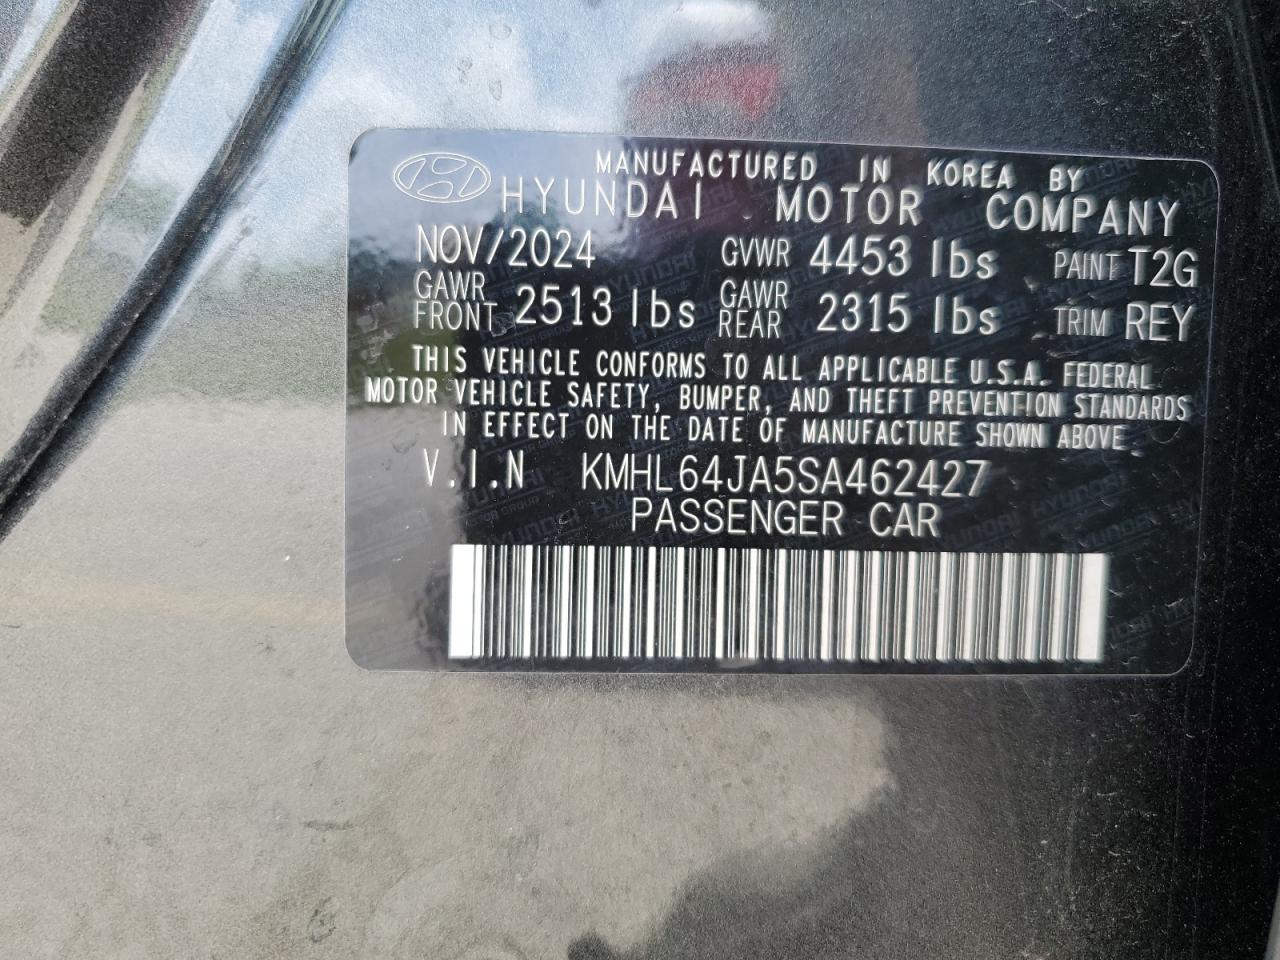 MANUFACTURED IN KOREA BY
HYUNDAI MOTOR COMPANY
NOV/2024 GVWR 4453 lbs PAINT T2G
GAWR FRONT 2513 lbs GAWR REAR 2315 lbs TRIM REY
THIS VEHICLE CONFORMS TO ALL APPLICABLE U.S.A. FEDERAL
MOTOR VEHICLE SAFETY, BUMPER, AND THEFT PREVENTION STANDARDS
IN EFFECT ON THE DATE OF MANUFACTURE SHOWN ABOVE
V.I.N KMHL64JA5SA462427
PASSENGER CAR